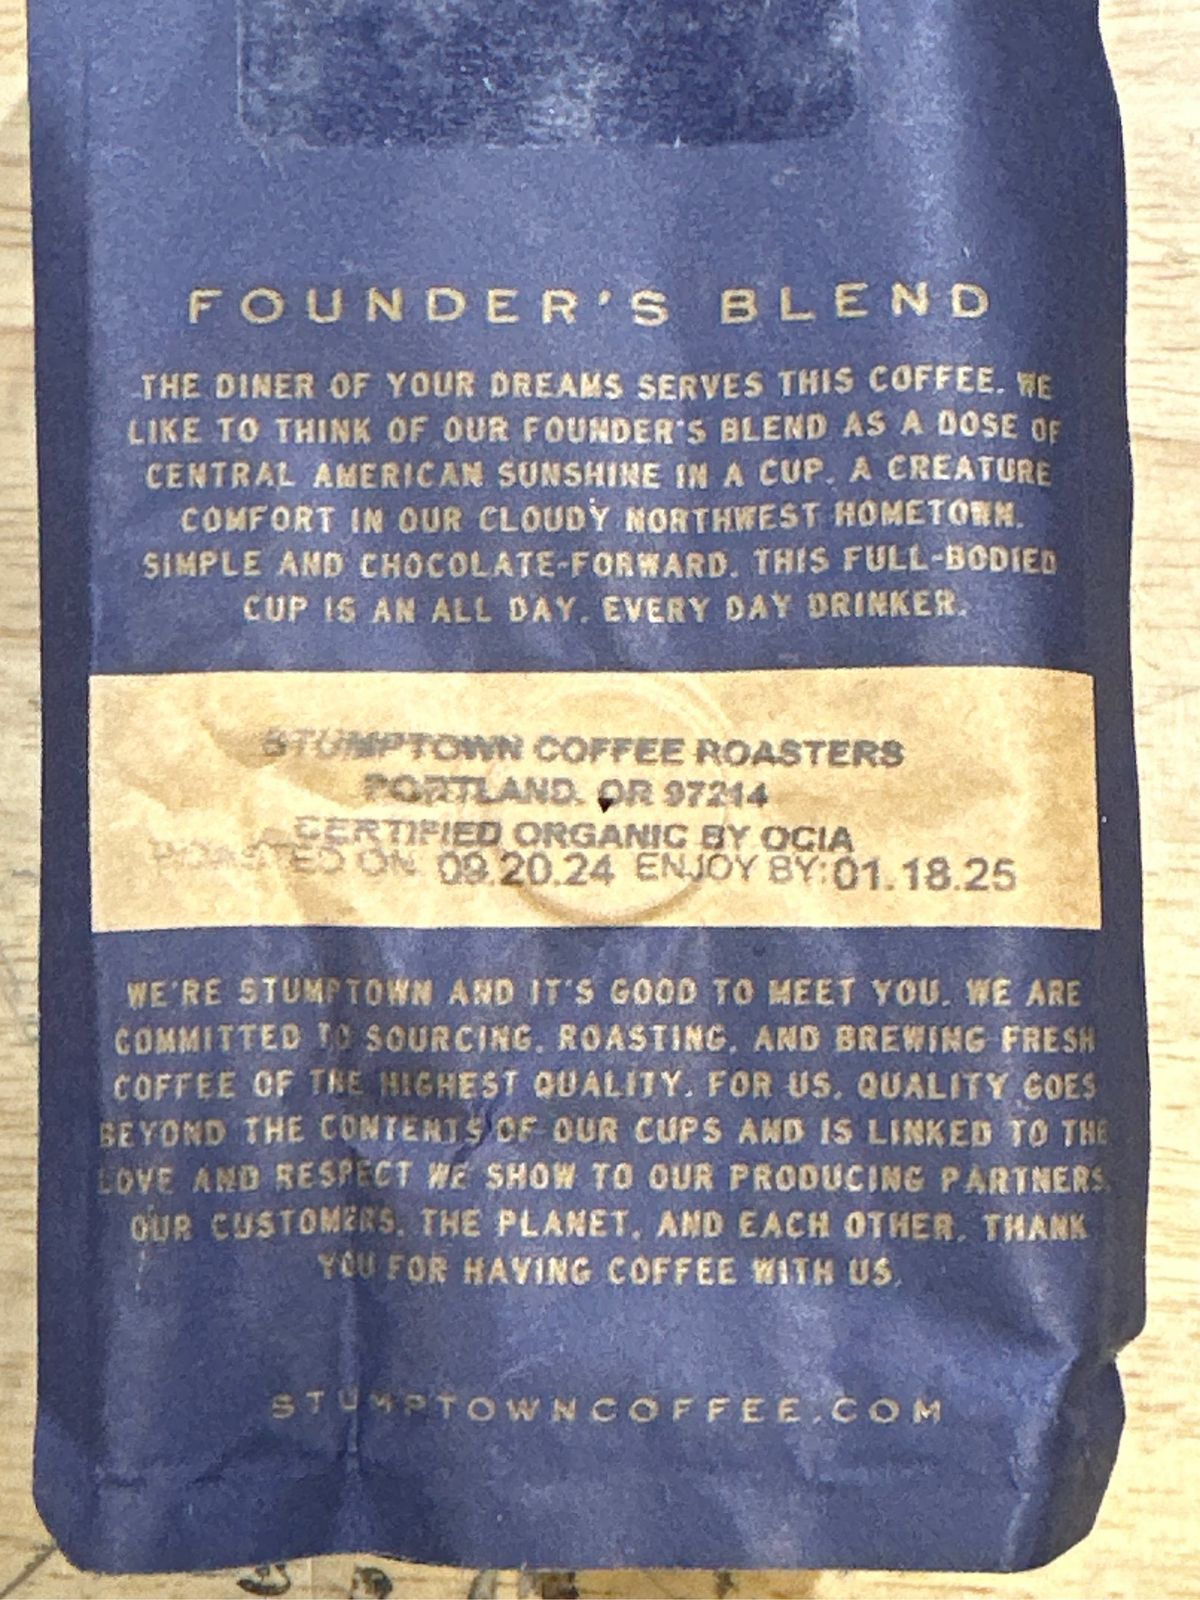 FOUNDER'S BLEND
THE DINER OF YOUR DREAMS SERVES THIS COFFEE. WE
LIKE TO THINK OF OUR FOUNDER'S BLEND AS A DOSE OF
CENTRAL AMERICAN SUNSHINE IN A CUP. A CREATURE
COMFORT IN OUR CLOUDY NORTHWEST HOMETOWN.
SIMPLE AND CHOCOLATE-FORWARD. THIS FULL-BODIED
CUP IS AN ALL DAY, EVERY DAY DRINKER.
STUMPTOWN COFFEE ROASTERS
PORTLAND, OR 97214
CERTIFIED ORGANIC BY OCIA
ROASTED ON: 09.20.24 ENJOY BY:01.18.25
WE'RE STUMPTOWN AND IT'S GOOD TO MEET YOU. WE ARE
COMMITTED TO SOURCING, ROASTING, AND BREWING FRESH
COFFEE OF THE HIGHEST QUALITY. FOR US, QUALITY GOES
BEYOND THE CONTENTS OF OUR CUPS AND IS LINKED TO THE
LOVE AND RESPECT WE SHOW TO OUR PRODUCING PARTNERS,
OUR CUSTOMERS, THE PLANET, AND EACH OTHER. THANK
YOU FOR HAVING COFFEE WITH US.
STUMPTOWNCOFFEE.COM